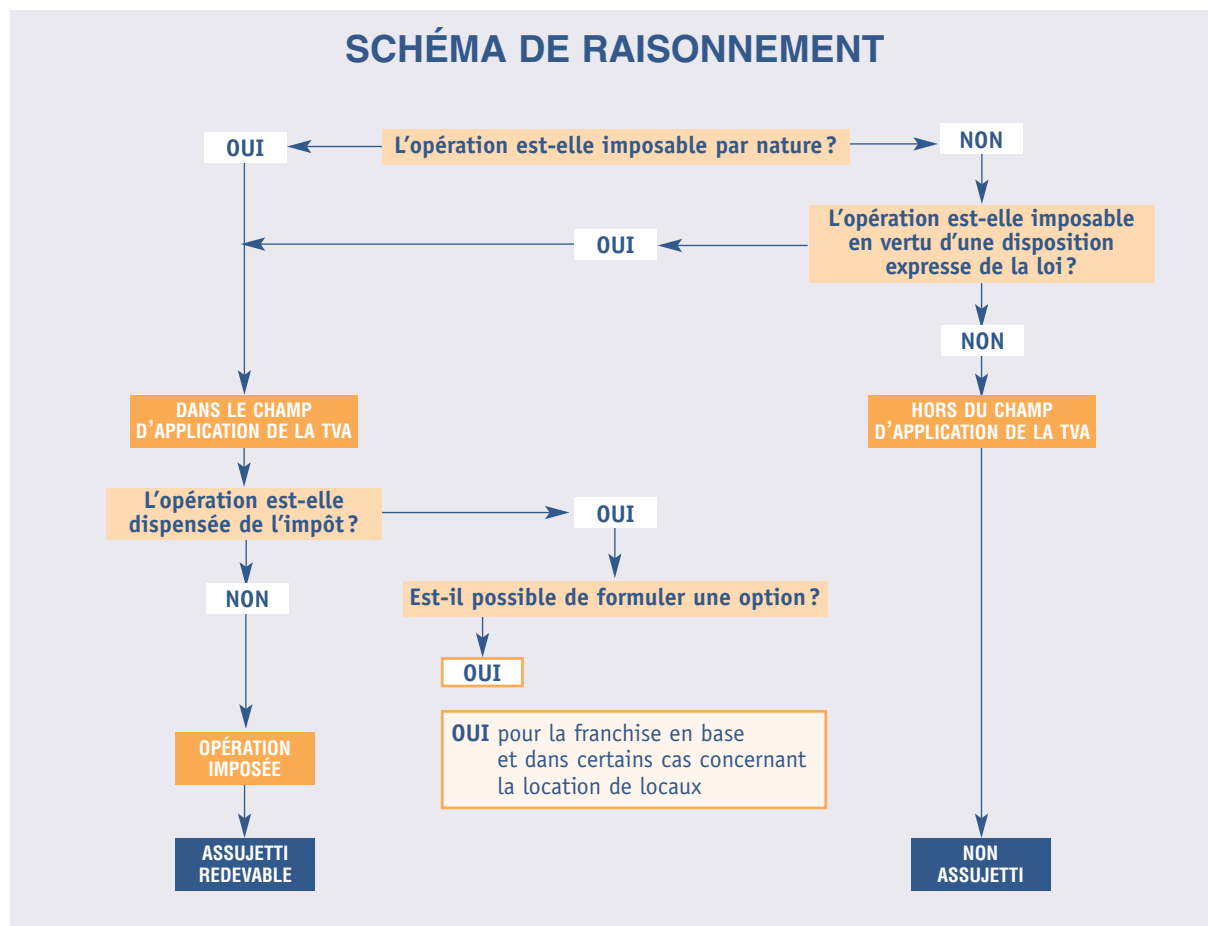 SCHÉMA DE RAISONNEMENT
OUI
L'opération est-elle imposable par nature ?
NON
L'opération est-elle imposable
en vertu d'une disposition
expresse de la loi ?
OUI
NON
DANS LE CHAMP
D'APPLICATION DE LA TVA
HORS DU CHAMP
D'APPLICATION DE LA TVA
L'opération est-elle
dispensée de l'impôt ?
OUI
NON
Est-il possible de formuler une option ?
OUI
OUI pour la franchise en base
et dans certains cas concernant
la location de locaux
OPÉRATION
IMPOSÉE
ASSUJETTI
REDEVABLE
NON
ASSUJETTI